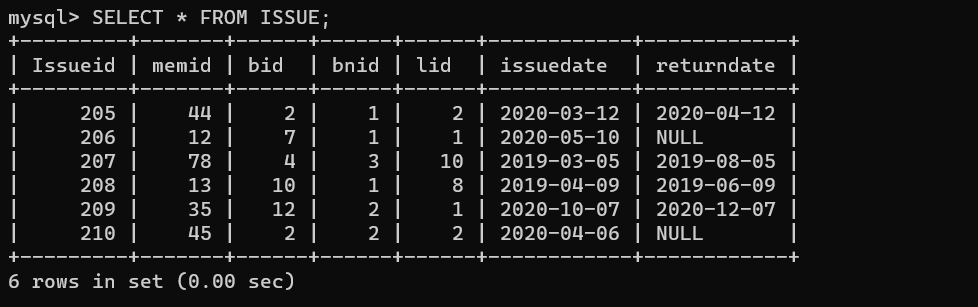 mysql> SELECT * FROM ISSUE;
+---------+-------+------+------+------+------------+------------+
| Issueid | memid | bid  | bnid | lid  | issuedate  | returndate |
+---------+-------+------+------+------+------------+------------+
|     205 |    44 |    2 |    1 |    2 | 2020-03-12 | 2020-04-12 |
|     206 |    12 |    7 |    1 |    1 | 2020-05-10 | NULL       |
|     207 |    78 |    4 |    3 |   10 | 2019-03-05 | 2019-08-05 |
|     208 |    13 |   10 |    1 |    8 | 2019-04-09 | 2019-06-09 |
|     209 |    35 |   12 |    2 |    1 | 2020-10-07 | 2020-12-07 |
|     210 |    45 |    2 |    2 |    2 | 2020-04-06 | NULL       |
+---------+-------+------+------+------+------------+------------+
6 rows in set (0.00 sec)